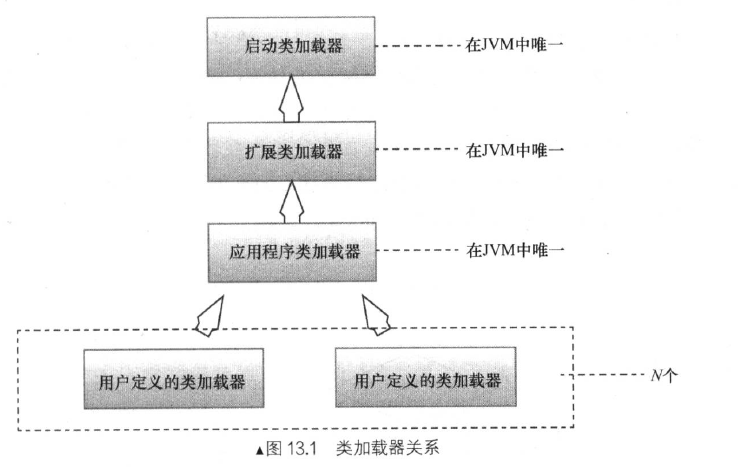 启动类加载器
在JVM中唯一
扩展类加载器
在JVM中唯一
应用程序类加载器
在JVM中唯一
用户定义的类加载器
用户定义的类加载器
N个
▲图 13.1 类加载器关系